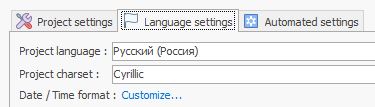 Project settings Language settings Automated settings
Project language : Русский (Россия)
Project charset : Cyrillic
Date / Time format : Customize...